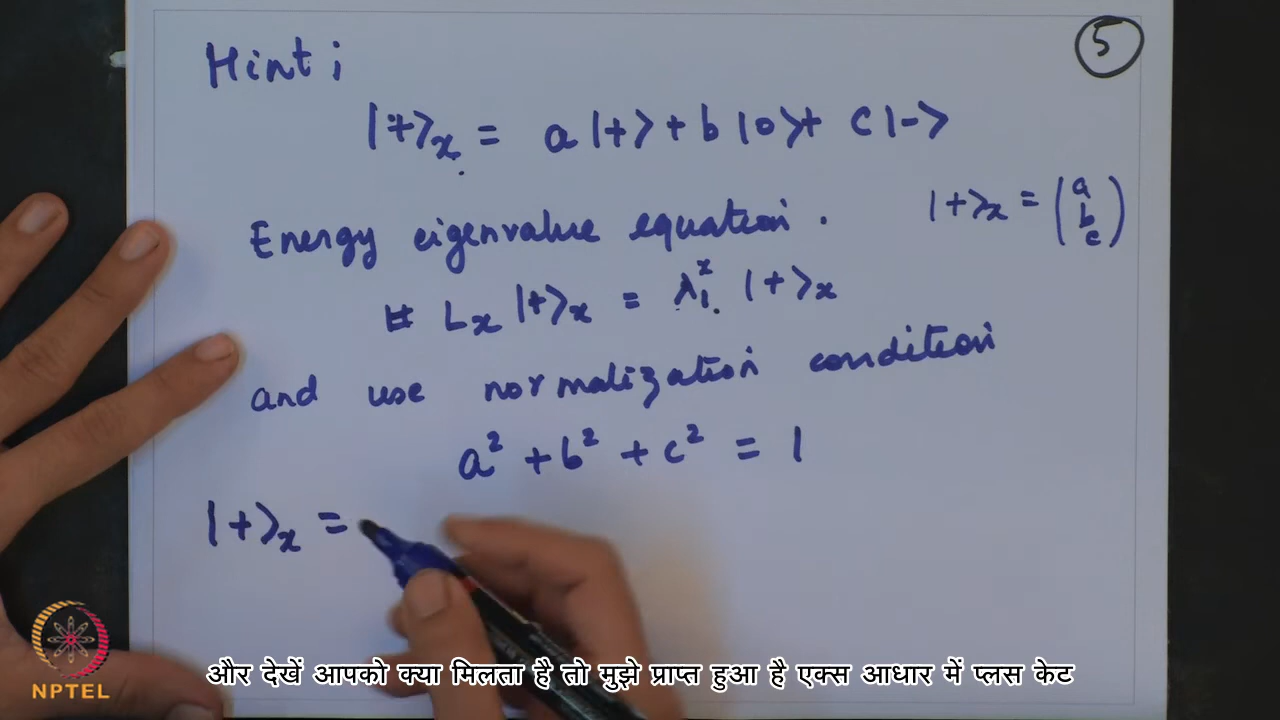 5
Hint ;
|+⟩x = a |+⟩ + b |0⟩ + c |-⟩
Energy eigenvalue equation .
|+⟩x = (a b c)
Lx |+⟩x = λ₁ˣ |+⟩x
and use normalization condition
a² + b² + c² = 1
|+⟩x =
और देखें आपको क्या मिलता है तो मुझे प्राप्त हुआ है एक्स आधार में प्लस केट
NPTEL